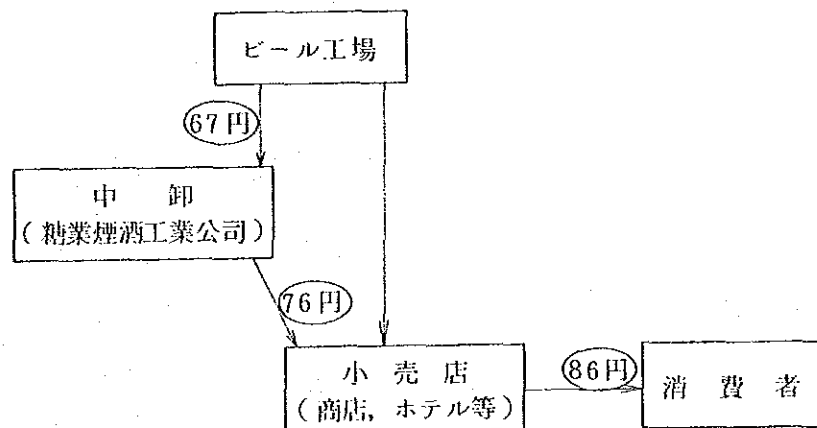 ビール工場
67円
中卸
(糖業煙酒工業公司)
76円
小売店
(商店,ホテル等)
86円
消費者